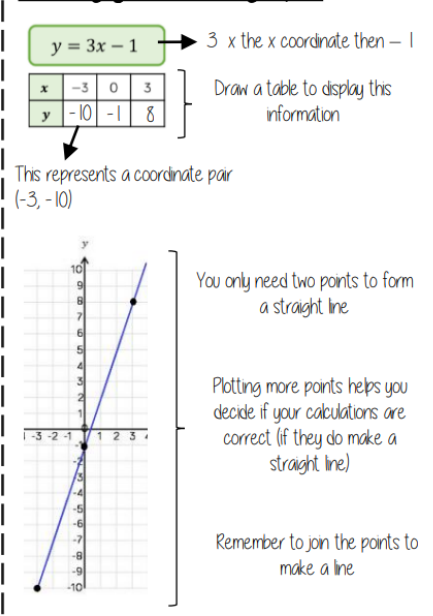 y = 3x − 1
3 x the x coordinate then − 1
x −3 0 3
y -10 -1 8
Draw a table to display this
information
This represents a coordinate pair
(-3, -10)
y
10
9
8
7
6
5
4
3
2
1
-3 -2 -1 0 1 2 3
-2
-3
-4
-5
-6
-7
-8
-9
-10
You only need two points to form
a straight line
Plotting more points helps you
decide if your calculations are
correct (if they do make a
straight line)
Remember to join the points to
make a line